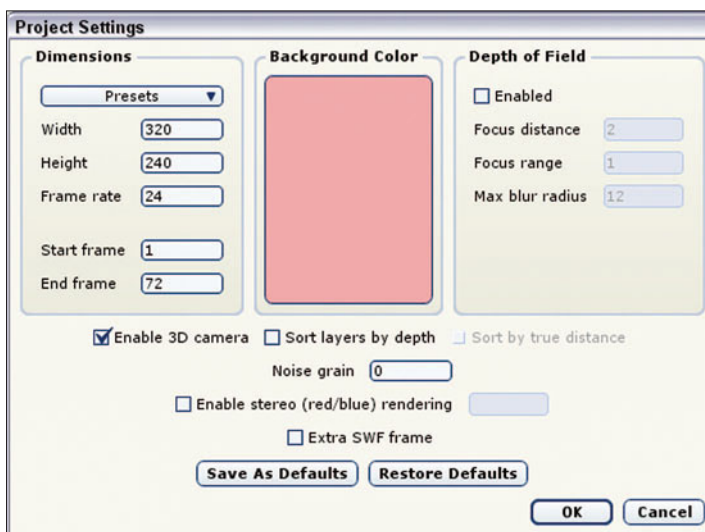 Project Settings
Dimensions
Presets
Width 320
Height 240
Frame rate 24
Start frame 1
End frame 72
Background Color
Depth of Field
Enabled
Focus distance 2
Focus range 1
Max blur radius 12
Enable 3D camera Sort layers by depth Sort by true distance
Noise grain 0
Enable stereo (red/blue) rendering
Extra SWF frame
Save As Defaults Restore Defaults
OK Cancel